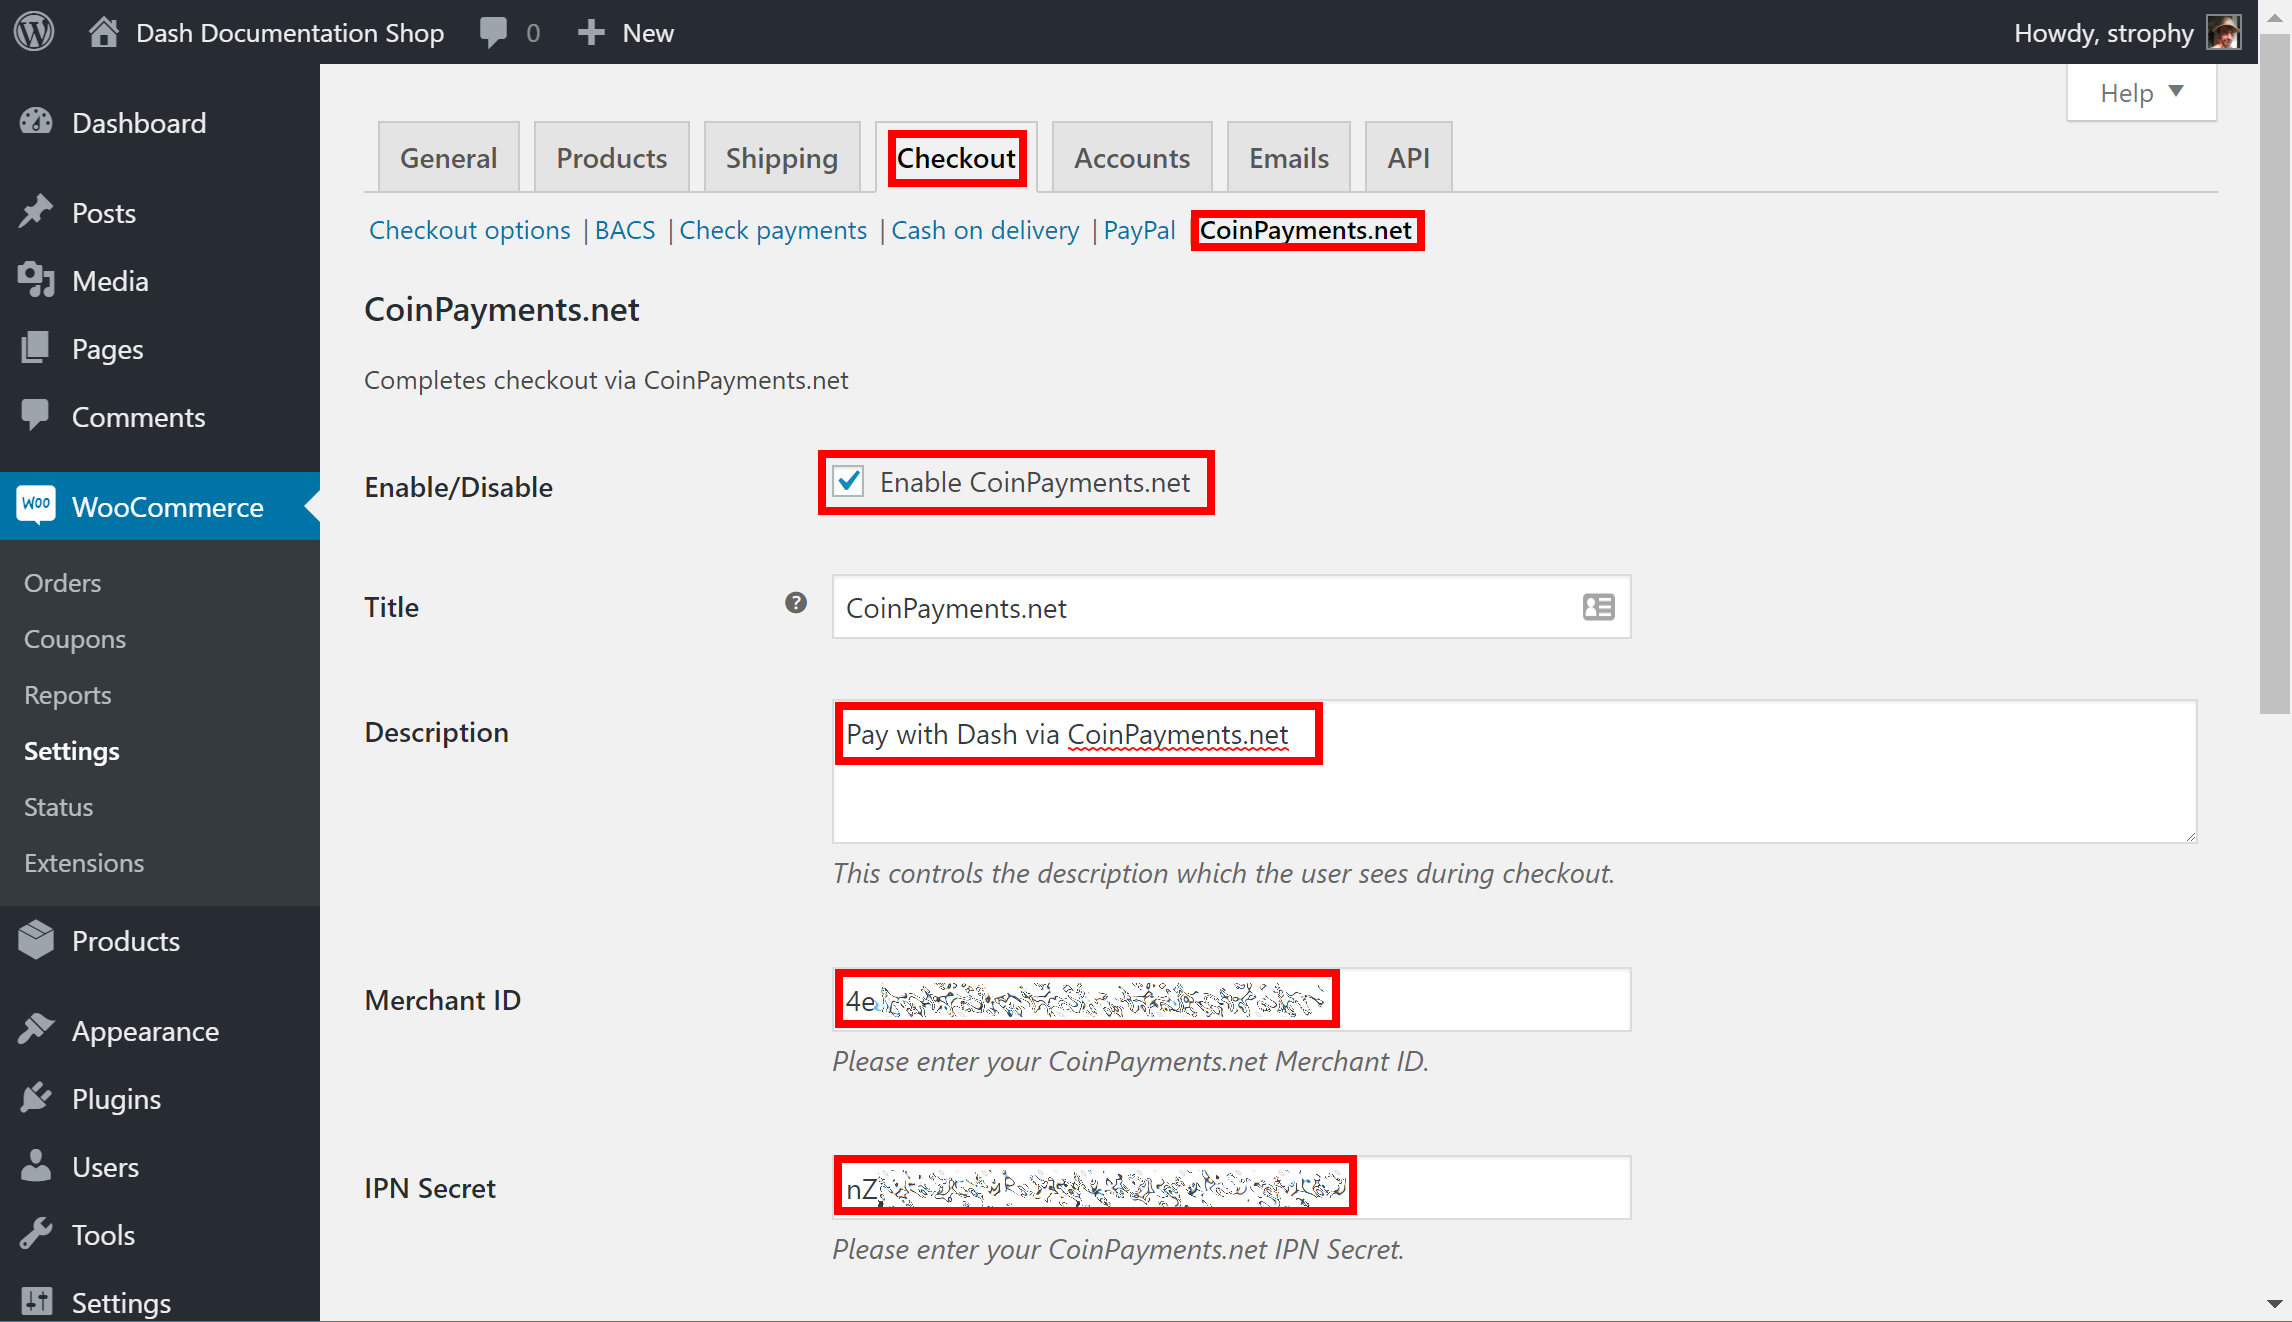 Dash Documentation Shop 0 New Howdy, strophy
Help
Dashboard
Posts
Media
Pages
Comments
Woo WooCommerce
Orders
Coupons
Reports
Settings
Status
Extensions
Products
Appearance
Plugins
Users
Tools
Settings
General Products Shipping Checkout Accounts Emails API
Checkout options | BACS | Check payments | Cash on delivery | PayPal CoinPayments.net
CoinPayments.net
Completes checkout via CoinPayments.net
Enable/Disable Enable CoinPayments.net
Title ? CoinPayments.net
Description Pay with Dash via CoinPayments.net
This controls the description which the user sees during checkout.
Merchant ID 4e
Please enter your CoinPayments.net Merchant ID.
IPN Secret nZ
Please enter your CoinPayments.net IPN Secret.